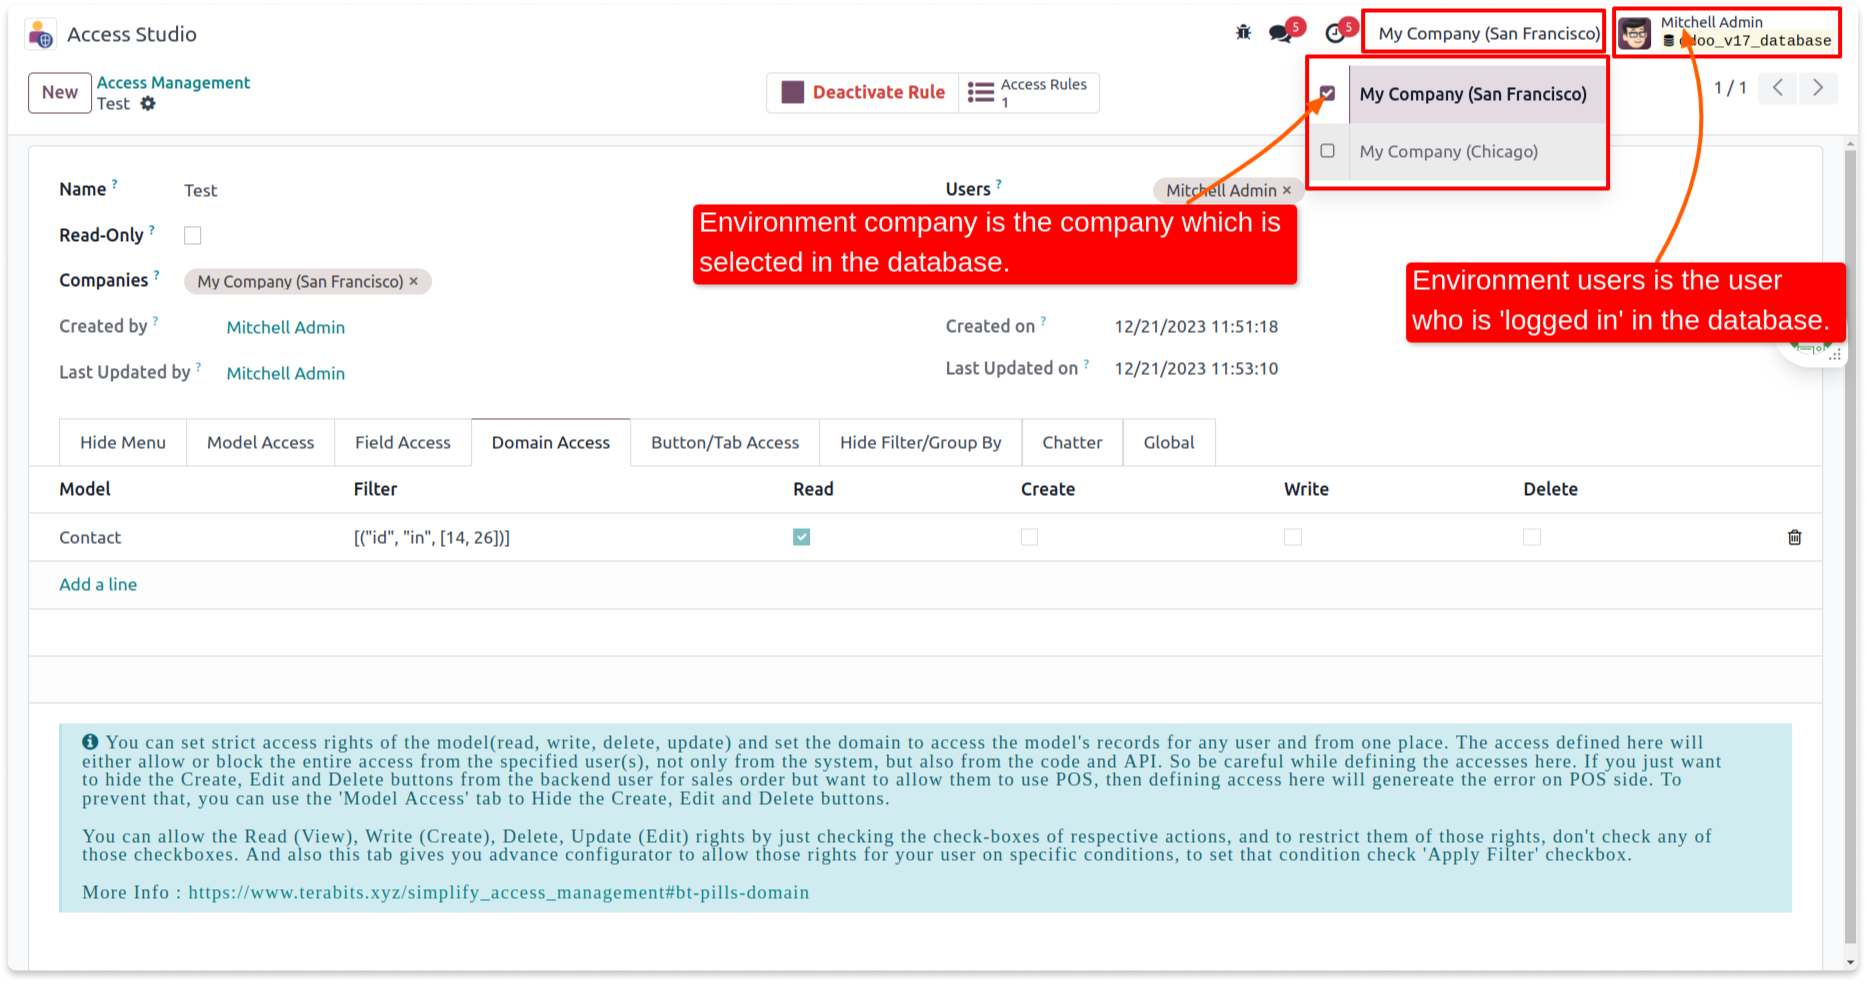 Access Studio
5
5
My Company (San Francisco)
Mitchell Admin
odoo_v17_database
New
Access Management
Test
Deactivate Rule
Access Rules
1
My Company (San Francisco)
My Company (Chicago)
1 / 1
Name ?
Test
Users ?
Mitchell Admin ×
Environment company is the company which is
selected in the database.
Environment users is the user
who is 'logged in' in the database.
Read-Only ?
Companies ?
My Company (San Francisco) ×
Created by ?
Mitchell Admin
Created on ?
12/21/2023 11:51:18
Last Updated by ?
Mitchell Admin
Last Updated on ?
12/21/2023 11:53:10
Hide Menu
Model Access
Field Access
Domain Access
Button/Tab Access
Hide Filter/Group By
Chatter
Global
Model
Filter
Read
Create
Write
Delete
Contact
[("id", "in", [14, 26])]
Add a line
You can set strict access rights of the model(read, write, delete, update) and set the domain to access the model's records for any user and from one place. The access defined here will
either allow or block the entire access from the specified user(s), not only from the system, but also from the code and API. So be careful while defining the accesses here. If you just want
to hide the Create, Edit and Delete buttons from the backend user for sales order but want to allow them to use POS, then defining access here will genereate the error on POS side. To
prevent that, you can use the 'Model Access' tab to Hide the Create, Edit and Delete buttons.
You can allow the Read (View), Write (Create), Delete, Update (Edit) rights by just checking the check-boxes of respective actions, and to restrict them of those rights, don't check any of
those checkboxes. And also this tab gives you advance configurator to allow those rights for your user on specific conditions, to set that condition check 'Apply Filter' checkbox.
More Info : https://www.terabits.xyz/simplify_access_management#bt-pills-domain